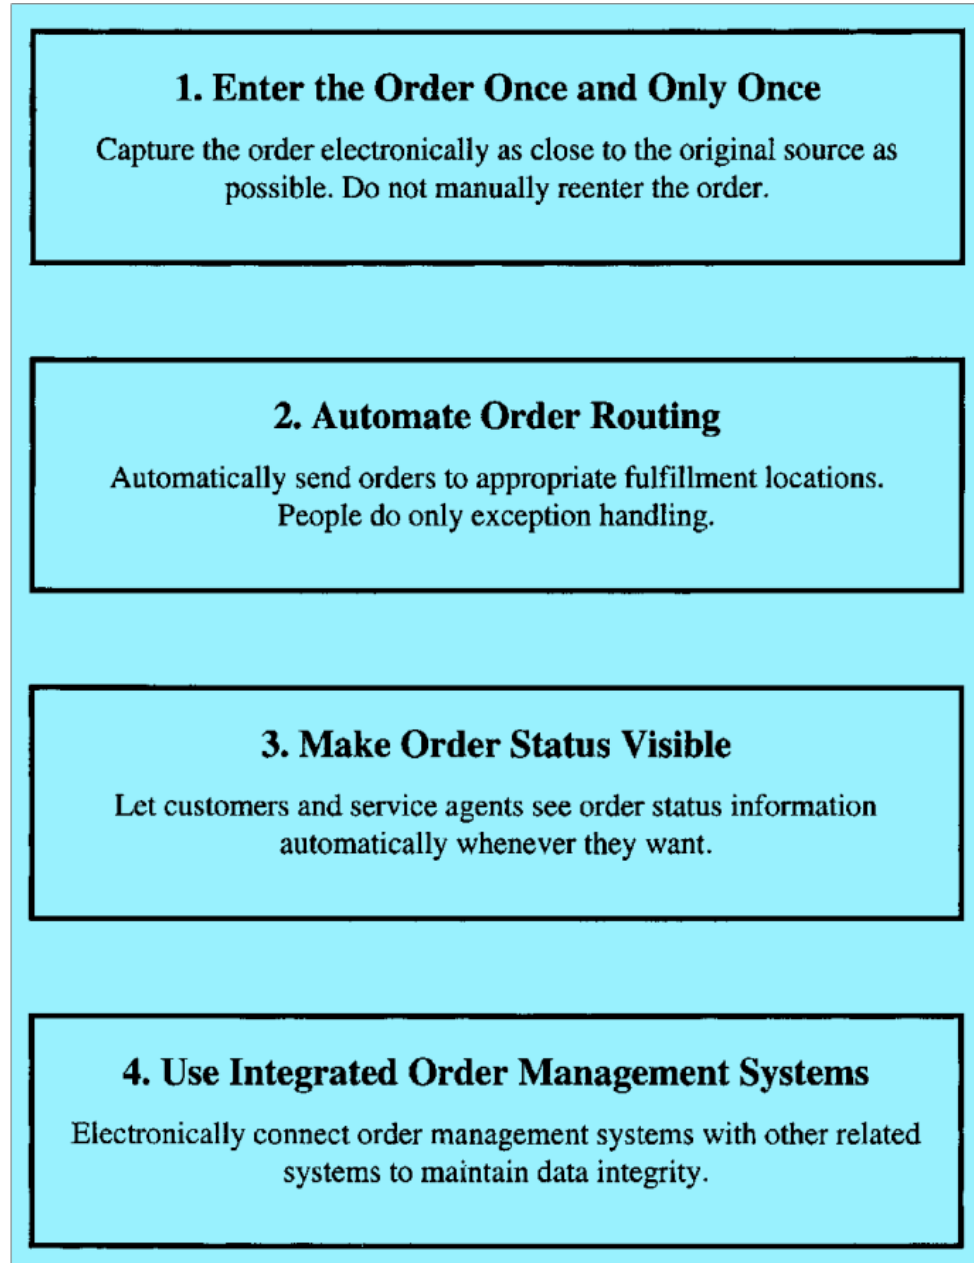 1. Enter the Order Once and Only Once
Capture the order electronically as close to the original source as
possible. Do not manually reenter the order.
2. Automate Order Routing
Automatically send orders to appropriate fulfillment locations.
People do only exception handling.
3. Make Order Status Visible
Let customers and service agents see order status information
automatically whenever they want.
4. Use Integrated Order Management Systems
Electronically connect order management systems with other related
systems to maintain data integrity.